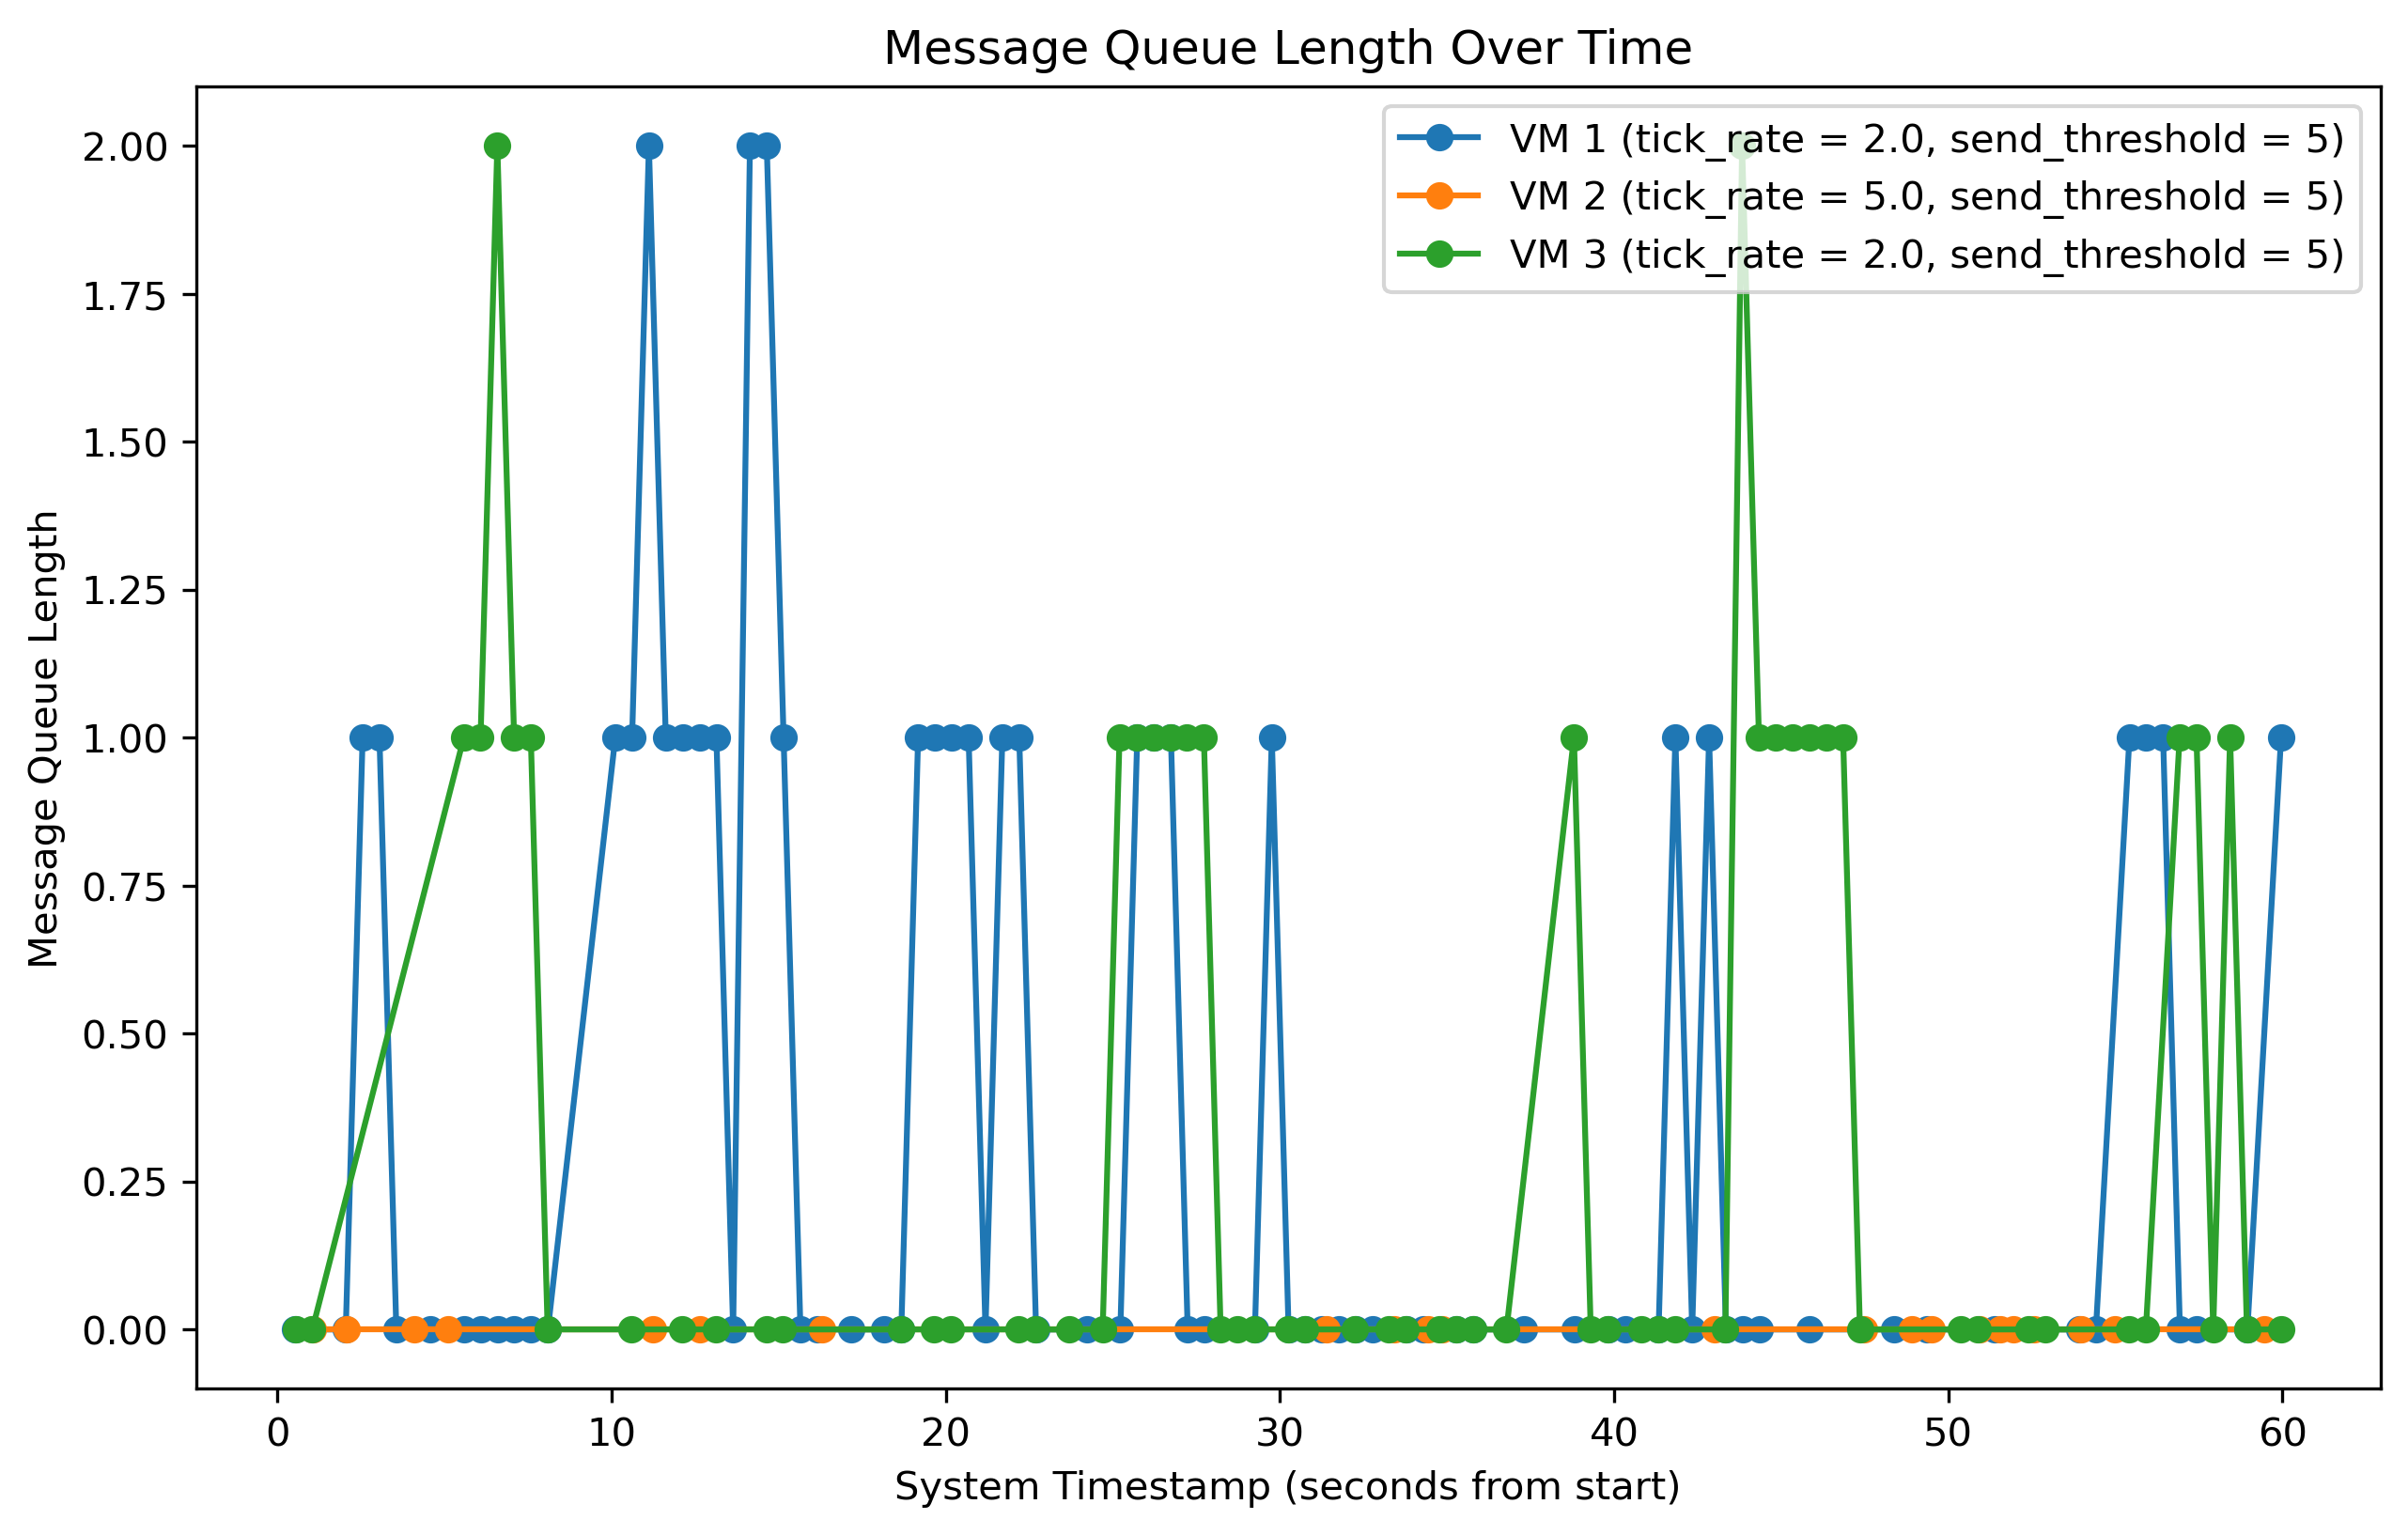 Message Queue Length Over Time
VM 1 (tick_rate = 2.0, send_threshold = 5)
VM 2 (tick_rate = 5.0, send_threshold = 5)
VM 3 (tick_rate = 2.0, send_threshold = 5)
Message Queue Length
2.00
1.75
1.50
1.25
1.00
0.75
0.50
0.25
0.00
0 10 20 30 40 50 60
System Timestamp (seconds from start)